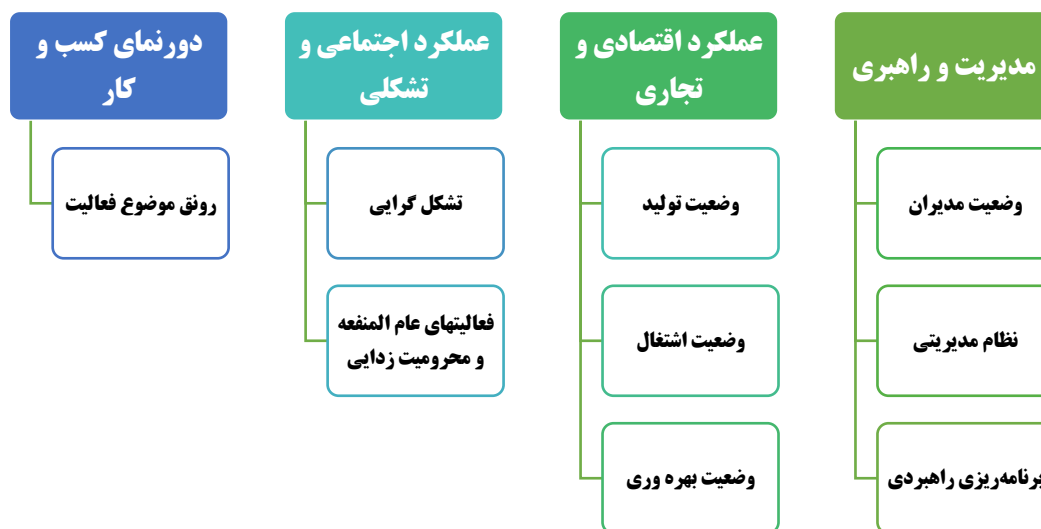 مدیریت و راهبری
وضعیت مدیران
نظام مدیریتی
برنامه‌ریزی راهبردی
عملکرد اقتصادی و
تجاری
وضعیت تولید
وضعیت اشتغال
وضعیت بهره وری
عملکرد اجتماعی و
تشکلی
تشکل گرایی
فعالیتهای عام المنفعه
و محرومیت زدایی
دورنمای کسب و
کار
رونق موضوع فعالیت